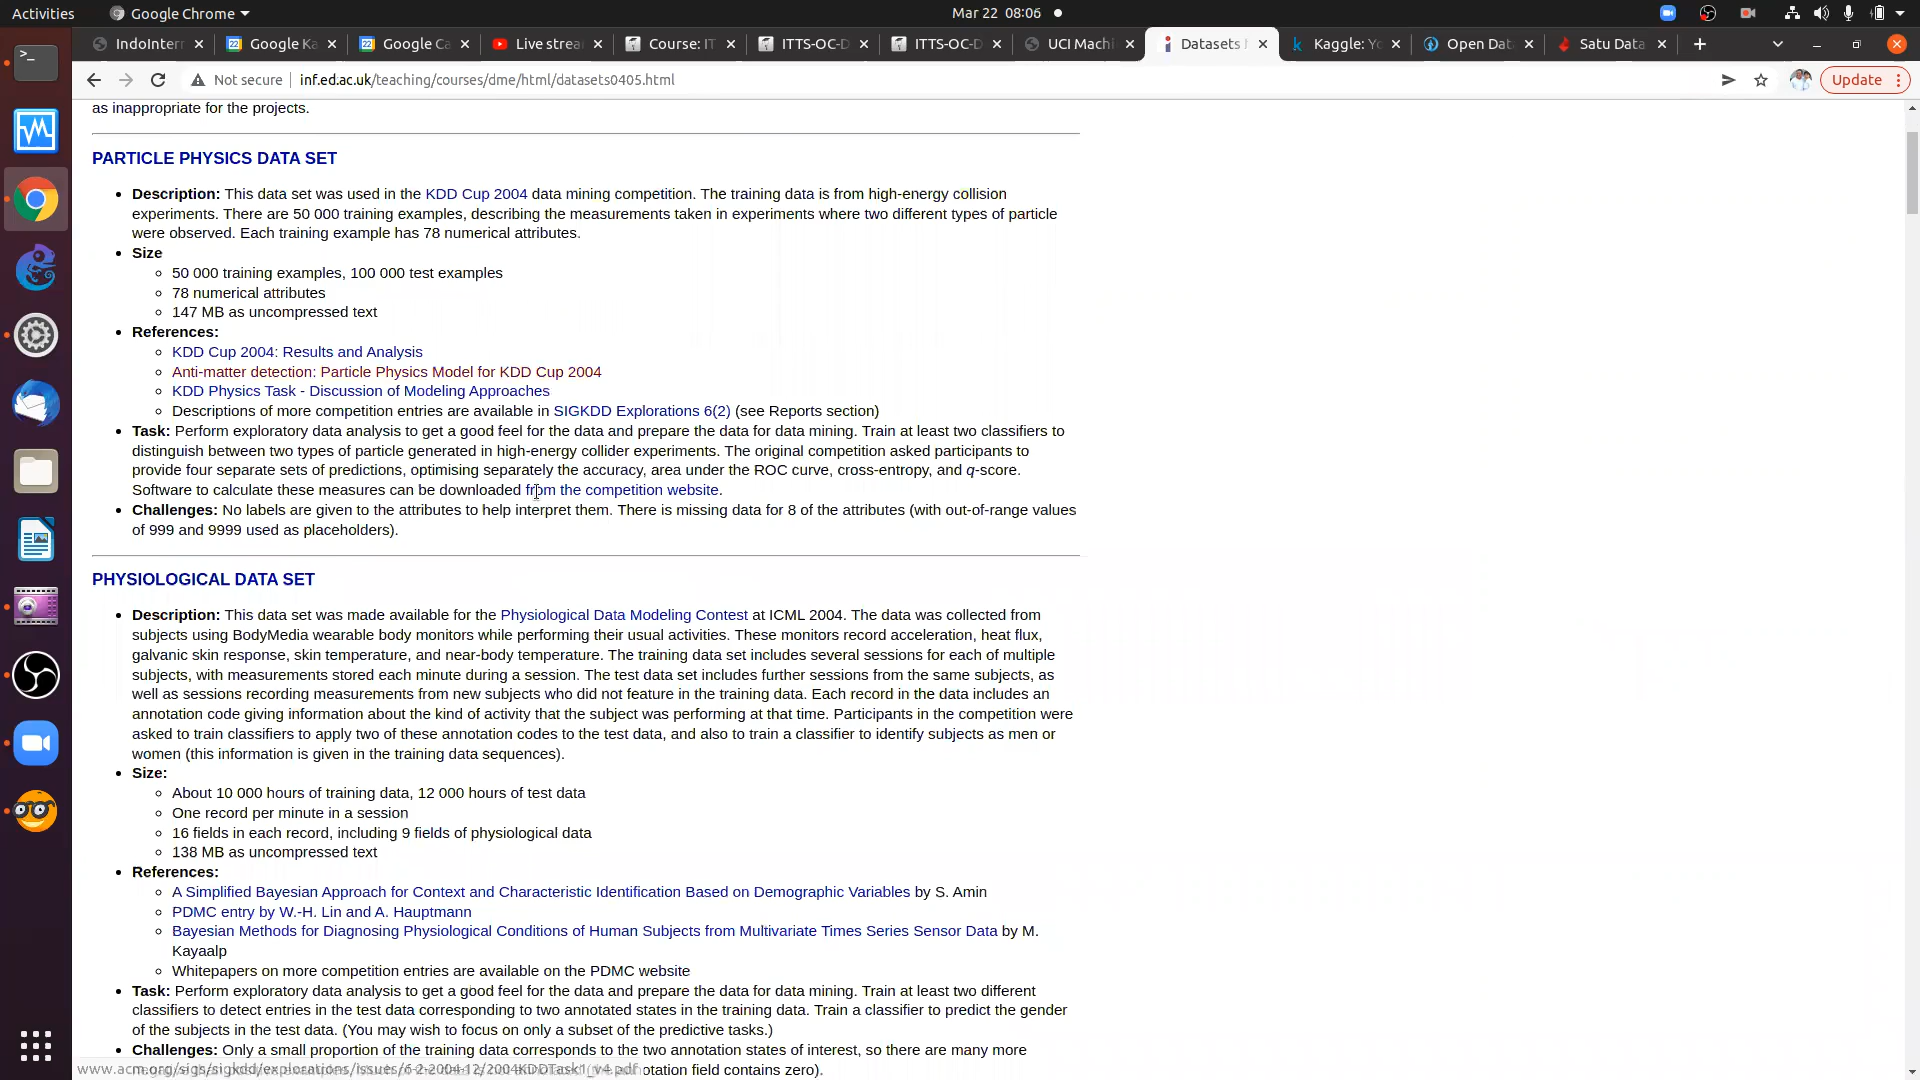 Activities
Google Chrome
Mar 22 08:06
IndoInter
Google Ka
Google Ca
Live strea
Course: IT
ITTS-OC-D
ITTS-OC-D
UCI Machi
Datasets
Kaggle: Yo
Open Dat
Satu Data
Not secure | inf.ed.ac.uk/teaching/courses/dme/html/datasets0405.html
Update
as inappropriate for the projects.
PARTICLE PHYSICS DATA SET
• Description: This data set was used in the KDD Cup 2004 data mining competition. The training data is from high-energy collision
experiments. There are 50 000 training examples, describing the measurements taken in experiments where two different types of particle
were observed. Each training example has 78 numerical attributes.
• Size
◦ 50 000 training examples, 100 000 test examples
◦ 78 numerical attributes
◦ 147 MB as uncompressed text
• References:
◦ KDD Cup 2004: Results and Analysis
◦ Anti-matter detection: Particle Physics Model for KDD Cup 2004
◦ KDD Physics Task - Discussion of Modeling Approaches
◦ Descriptions of more competition entries are available in SIGKDD Explorations 6(2) (see Reports section)
• Task: Perform exploratory data analysis to get a good feel for the data and prepare the data for data mining. Train at least two classifiers to
distinguish between two types of particle generated in high-energy collider experiments. The original competition asked participants to
provide four separate sets of predictions, optimising separately the accuracy, area under the ROC curve, cross-entropy, and q-score.
Software to calculate these measures can be downloaded from the competition website.
• Challenges: No labels are given to the attributes to help interpret them. There is missing data for 8 of the attributes (with out-of-range values
of 999 and 9999 used as placeholders).
PHYSIOLOGICAL DATA SET
• Description: This data set was made available for the Physiological Data Modeling Contest at ICML 2004. The data was collected from
subjects using BodyMedia wearable body monitors while performing their usual activities. These monitors record acceleration, heat flux,
galvanic skin response, skin temperature, and near-body temperature. The training data set includes several sessions for each of multiple
subjects, with measurements stored each minute during a session. The test data set includes further sessions from the same subjects, as
well as sessions recording measurements from new subjects who did not feature in the training data. Each record in the data includes an
annotation code giving information about the kind of activity that the subject was performing at that time. Participants in the competition were
asked to train classifiers to apply two of these annotation codes to the test data, and also to train a classifier to identify subjects as men or
women (this information is given in the training data sequences).
• Size:
◦ About 10 000 hours of training data, 12 000 hours of test data
◦ One record per minute in a session
◦ 16 fields in each record, including 9 fields of physiological data
◦ 138 MB as uncompressed text
• References:
◦ A Simplified Bayesian Approach for Context and Characteristic Identification Based on Demographic Variables by S. Amin
◦ PDMC entry by W.-H. Lin and A. Hauptmann
◦ Bayesian Methods for Diagnosing Physiological Conditions of Human Subjects from Multivariate Times Series Sensor Data by M.
Kayaalp
◦ Whitepapers on more competition entries are available on the PDMC website
• Task: Perform exploratory data analysis to get a good feel for the data and prepare the data for data mining. Train at least two different
classifiers to detect entries in the test data corresponding to two annotated states in the training data. Train a classifier to predict the gender
of the subjects in the test data. (You may wish to focus on only a subset of the predictive tasks.)
• Challenges: Only a small proportion of the training data corresponds to the two annotation states of interest, so there are many more
otation field contains zero).